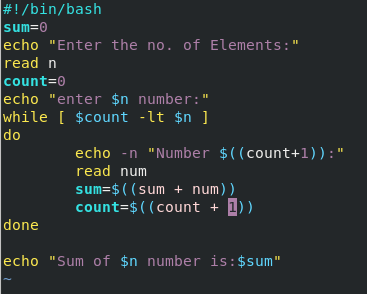 #!/bin/bash
sum=0
echo "Enter the no. of Elements:"
read n
count=0
echo "enter $n number:"
while [ $count -lt $n ]
do
        echo -n "Number $((count+1)):"
        read num
        sum=$((sum + num))
        count=$((count + 1))
done

echo "Sum of $n number is:$sum"
~